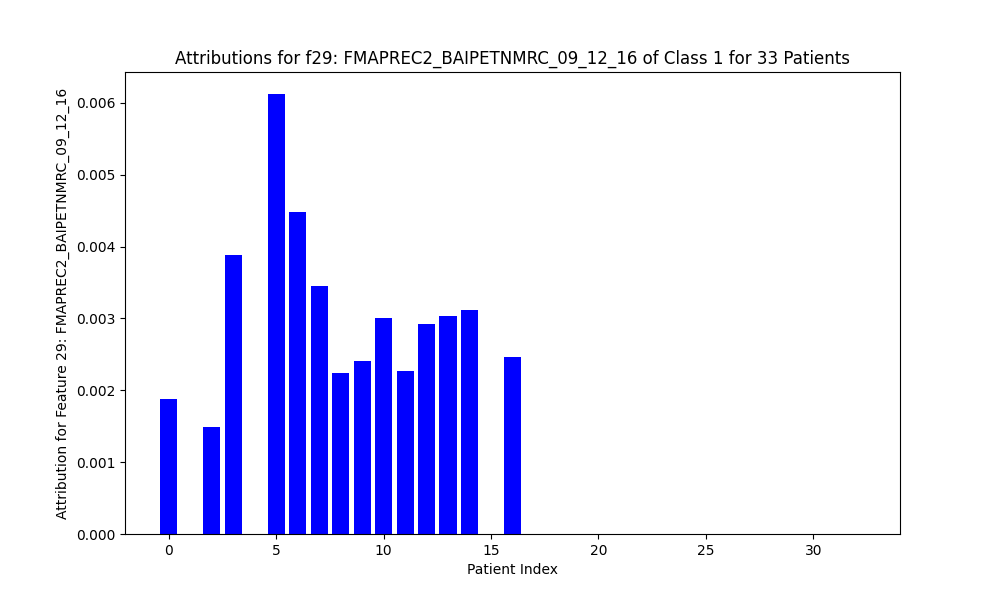 Attributions for f29: FMAPREC2_BAIPETNMRC_09_12_16 of Class 1 for 33 Patients
Attribution for Feature 29: FMAPREC2_BAIPETNMRC_09_12_16
0.006
0.005
0.004
0.003
0.002
0.001
0.000
0 5 10 15 20 25 30
Patient Index